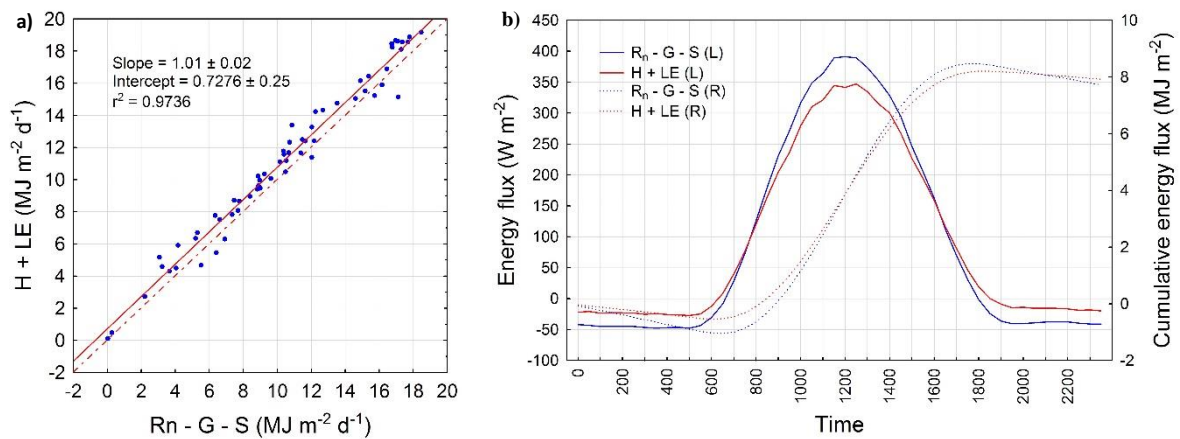 a)
Slope = 1.01 ± 0.02
Intercept = 0.7276 ± 0.25
r² = 0.9736
H + LE (MJ m⁻² d⁻¹)
20
18
16
14
12
10
8
6
4
2
0
-2
-2 0 2 4 6 8 10 12 14 16 18 20
Rn - G - S (MJ m⁻² d⁻¹)
b)
Rₙ - G - S (L)
H + LE (L)
Rₙ - G - S (R)
H + LE (R)
Energy flux (W m⁻²)
450
400
350
300
250
200
150
100
50
0
-50
-100
0 200 400 600 800 1000 1200 1400 1600 1800 2000 2200
Time
10
8
6
4
2
0
-2
Cumulative energy flux (MJ m⁻²)